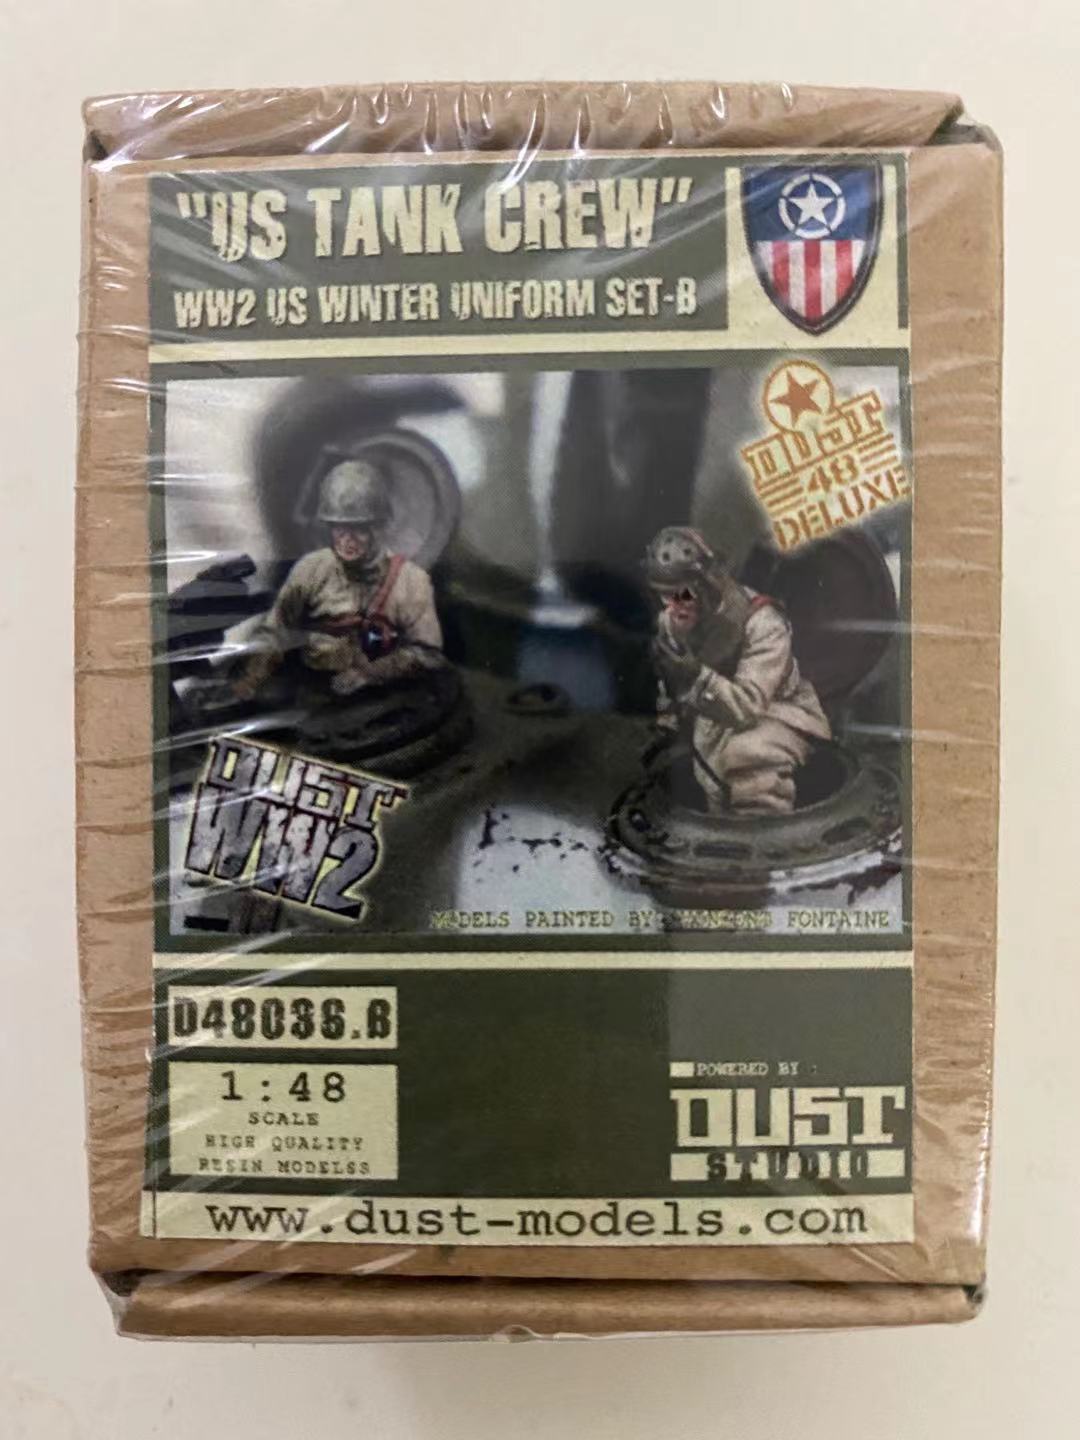 "US TANK CREW"
WW2 US WINTER UNIFORM SET-B
DUST
48
DELUXE
DUST
WW2
MODELS PAINTED BY FONTAINE
D48036.B
1:48
SCALE
HIGH QUALITY
RESIN MODELSS
POWERED BY :
DUST
STUDIO
www.dust-models.com